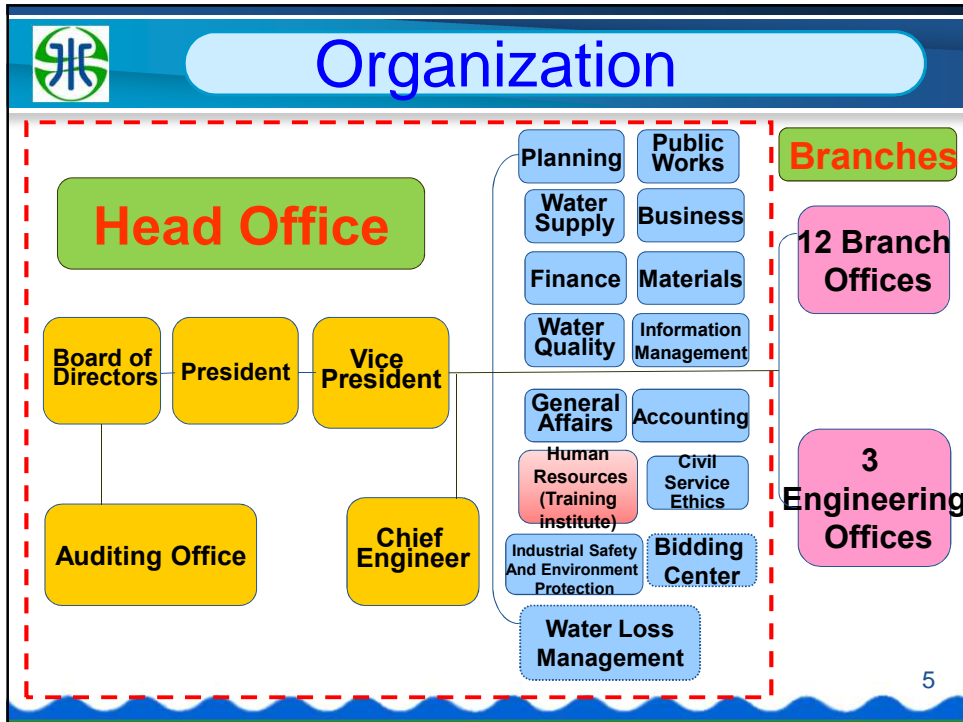 Organization
Head Office
Board of
Directors
President
Vice
President
Auditing Office
Chief
Engineer
Planning
Public
Works
Water
Supply
Business
Finance
Materials
Water
Quality
Information
Management
General
Affairs
Accounting
Human
Resources
(Training
institute)
Civil
Service
Ethics
Industrial Safety
And Environment
Protection
Bidding
Center
Water Loss
Management
Branches
12 Branch
Offices
3
Engineering
Offices
5